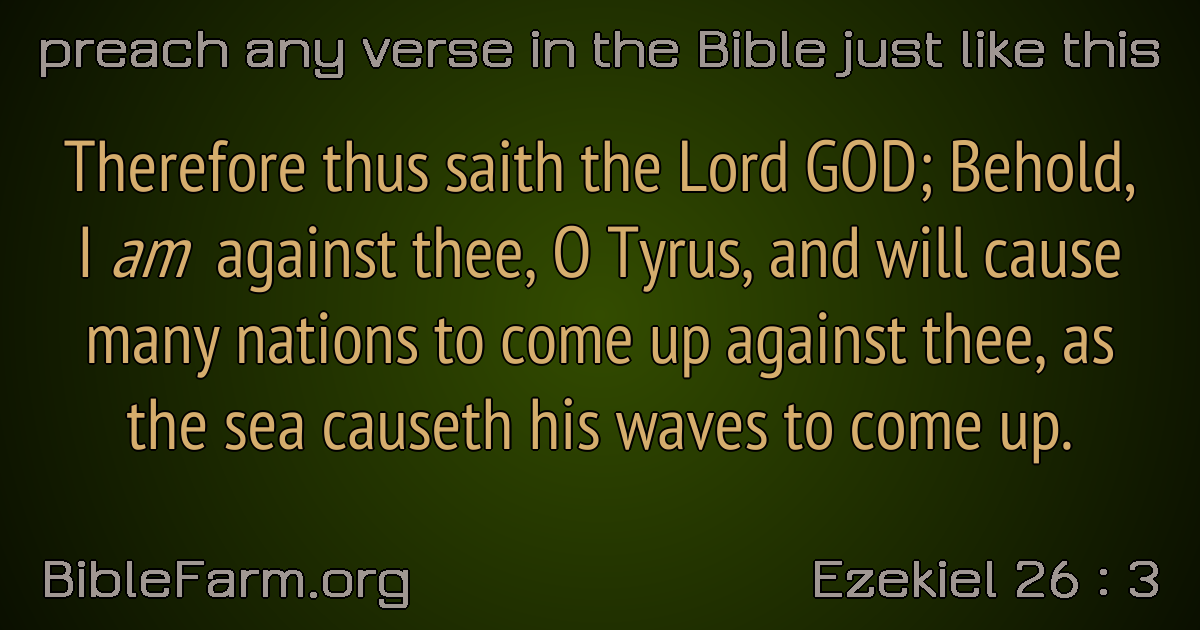 preach any verse in the Bible just like this
Therefore thus saith the Lord GOD; Behold,
I am against thee, O Tyrus, and will cause
many nations to come up against thee, as
the sea causeth his waves to come up.
BibleFarm.org
Ezekiel 26 : 3